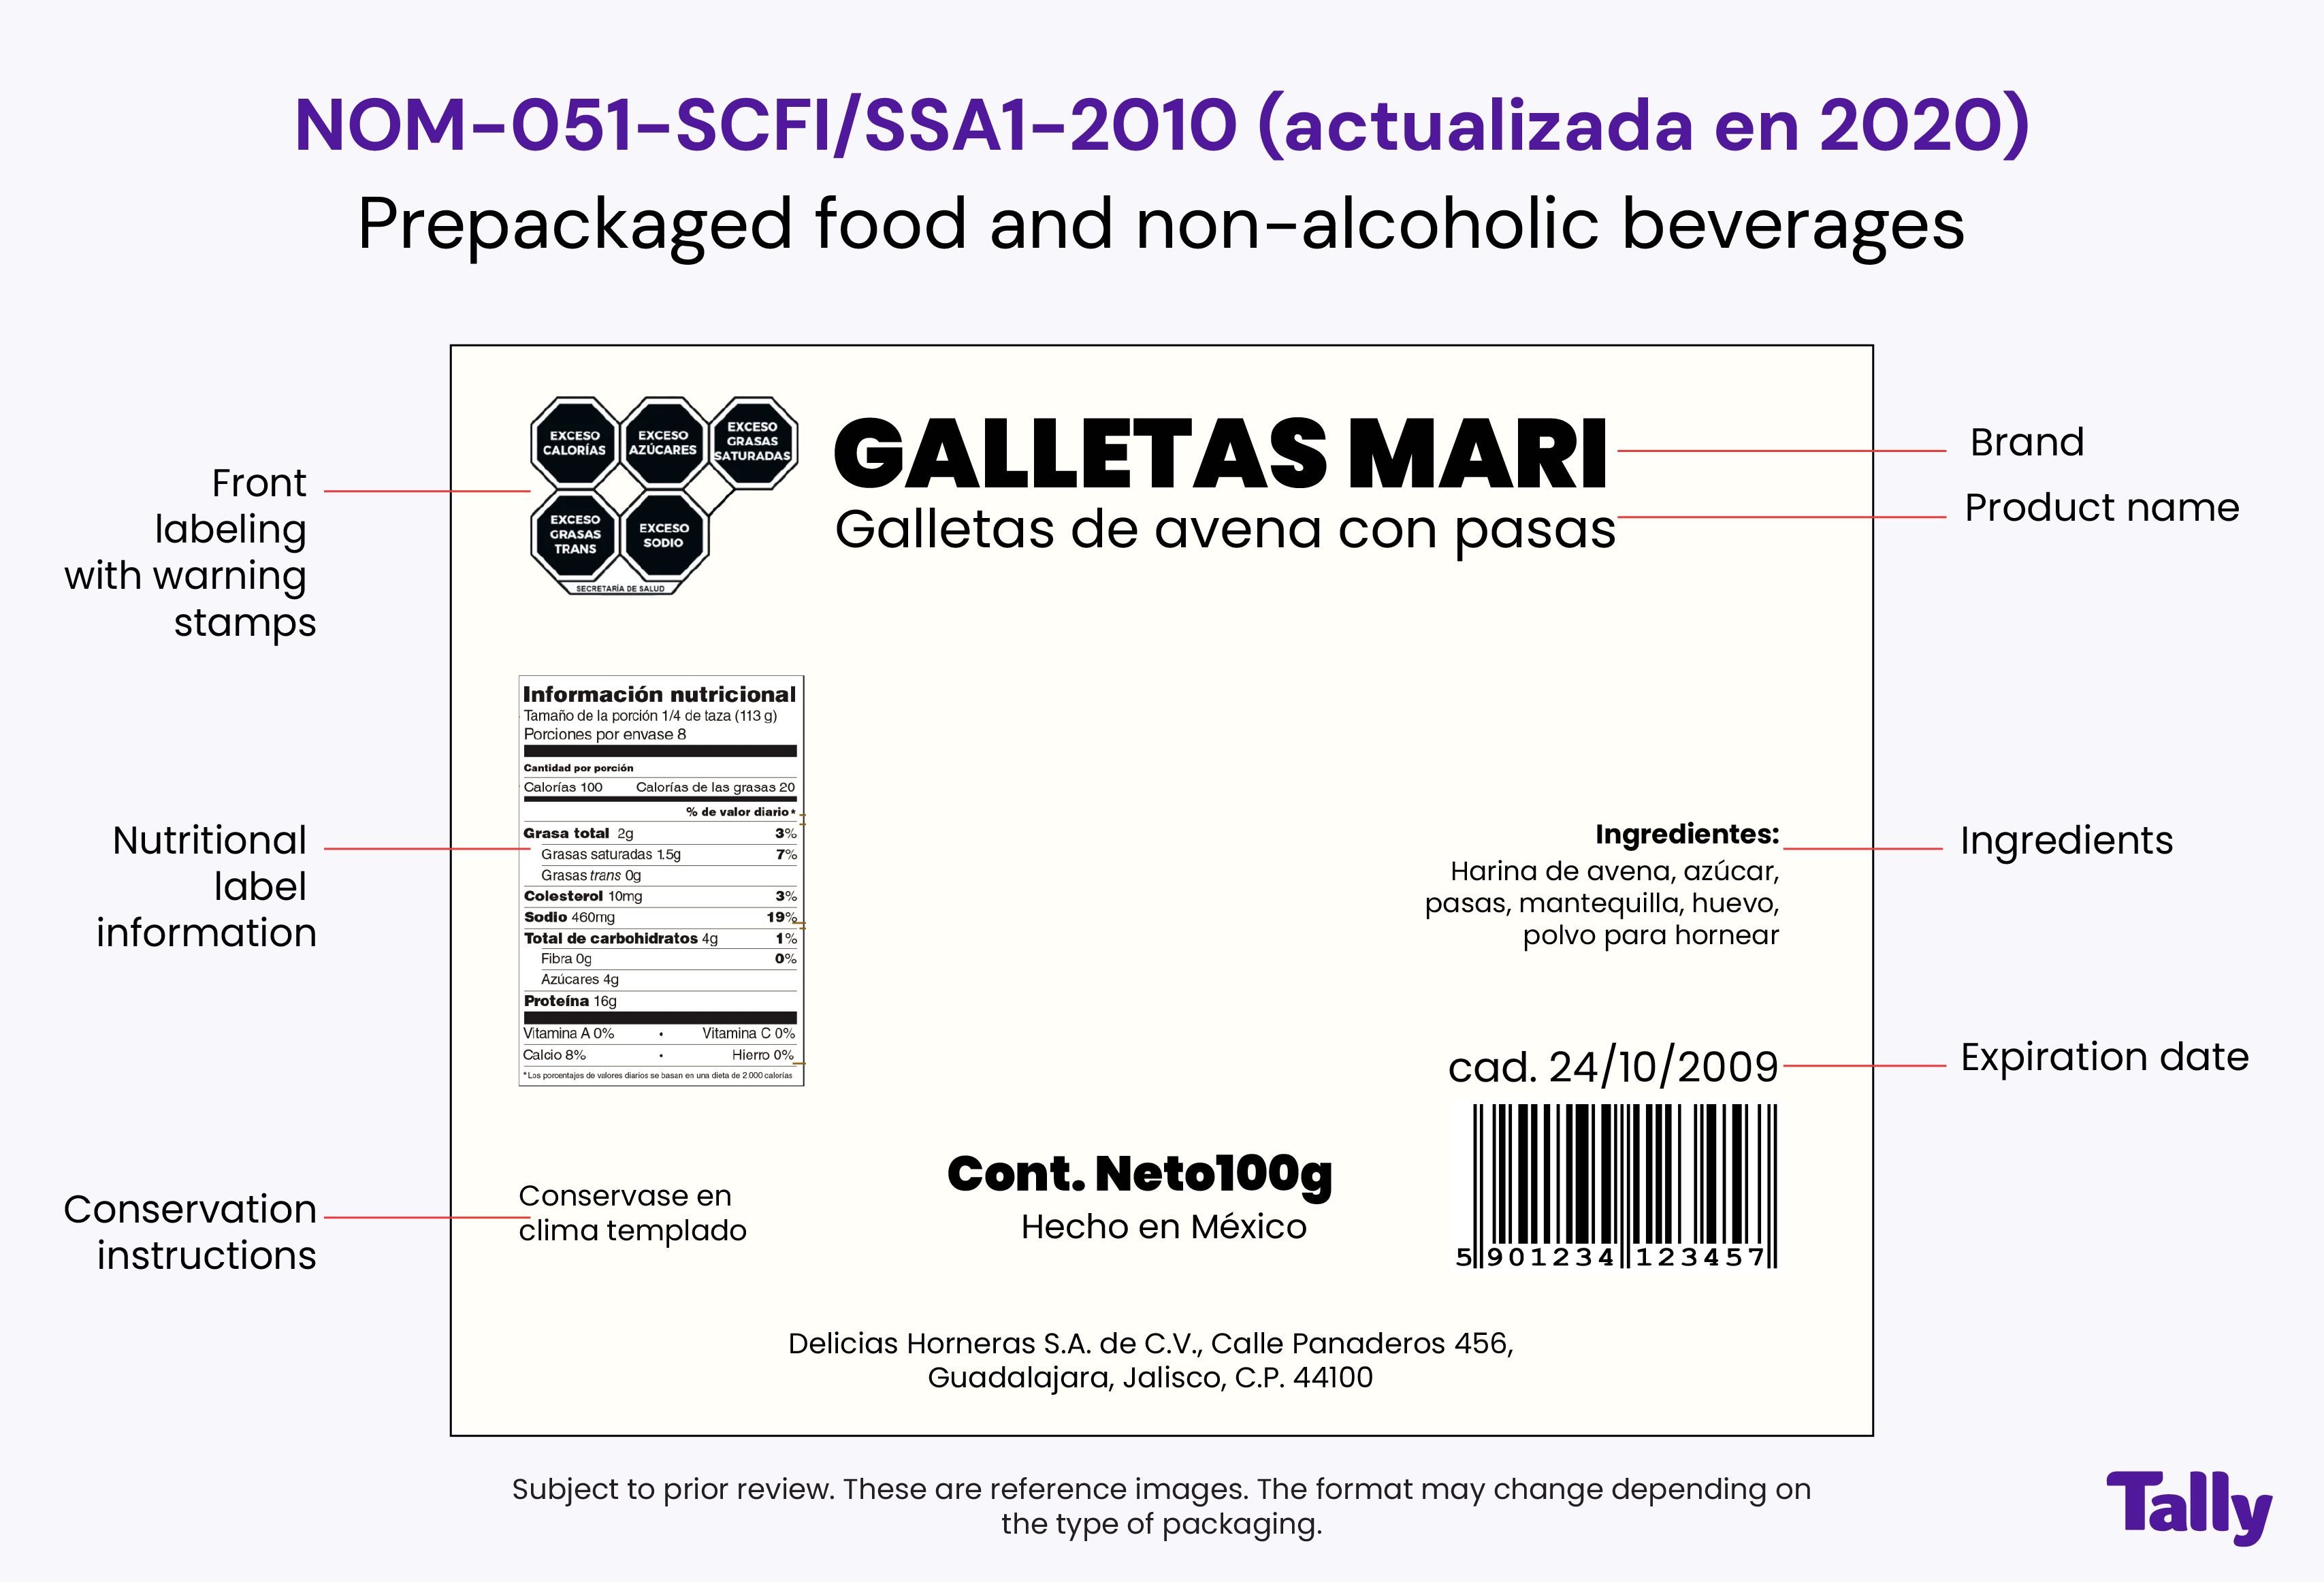 NOM-051-SCFI/SSA1-2010 (actualizada en 2020)
Prepackaged food and non-alcoholic beverages
Front
labeling
with warning
stamps
EXCESO
CALORÍAS
EXCESO
AZÚCARES
EXCESO
GRASAS
SATURADAS
EXCESO
GRASAS
TRANS
EXCESO
SODIO
SECRETARÍA DE SALUD
GALLETAS MARI
Galletas de avena con pasas
Brand
Product name
Nutritional
label
information
Información nutricional
Tamaño de la porción 1/4 de taza (113 g)
Porciones por envase 8
Cantidad por porción
Calorías 100 Calorías de las grasas 20
% de valor diario*
Grasa total 2g 3%
Grasas saturadas 1.5g 7%
Grasas trans 0g
Colesterol 10mg 3%
Sodio 460mg 19%
Total de carbohidratos 4g 1%
Fibra 0g 0%
Azúcares 4g
Proteína 16g
Vitamina A 0% • Vitamina C 0%
Calcio 8% • Hierro 0%
*Los porcentajes de valores diarios se basan en una dieta de 2.000 calorías
Ingredientes:
Harina de avena, azúcar,
pasas, mantequilla, huevo,
polvo para hornear
Ingredients
cad. 24/10/2009
Expiration date
5 901234 123457
Conservation
instructions
Conservase en
clima templado
Cont. Neto100g
Hecho en México
Delicias Horneras S.A. de C.V., Calle Panaderos 456,
Guadalajara, Jalisco, C.P. 44100
Subject to prior review. These are reference images. The format may change depending on
the type of packaging.
Tally